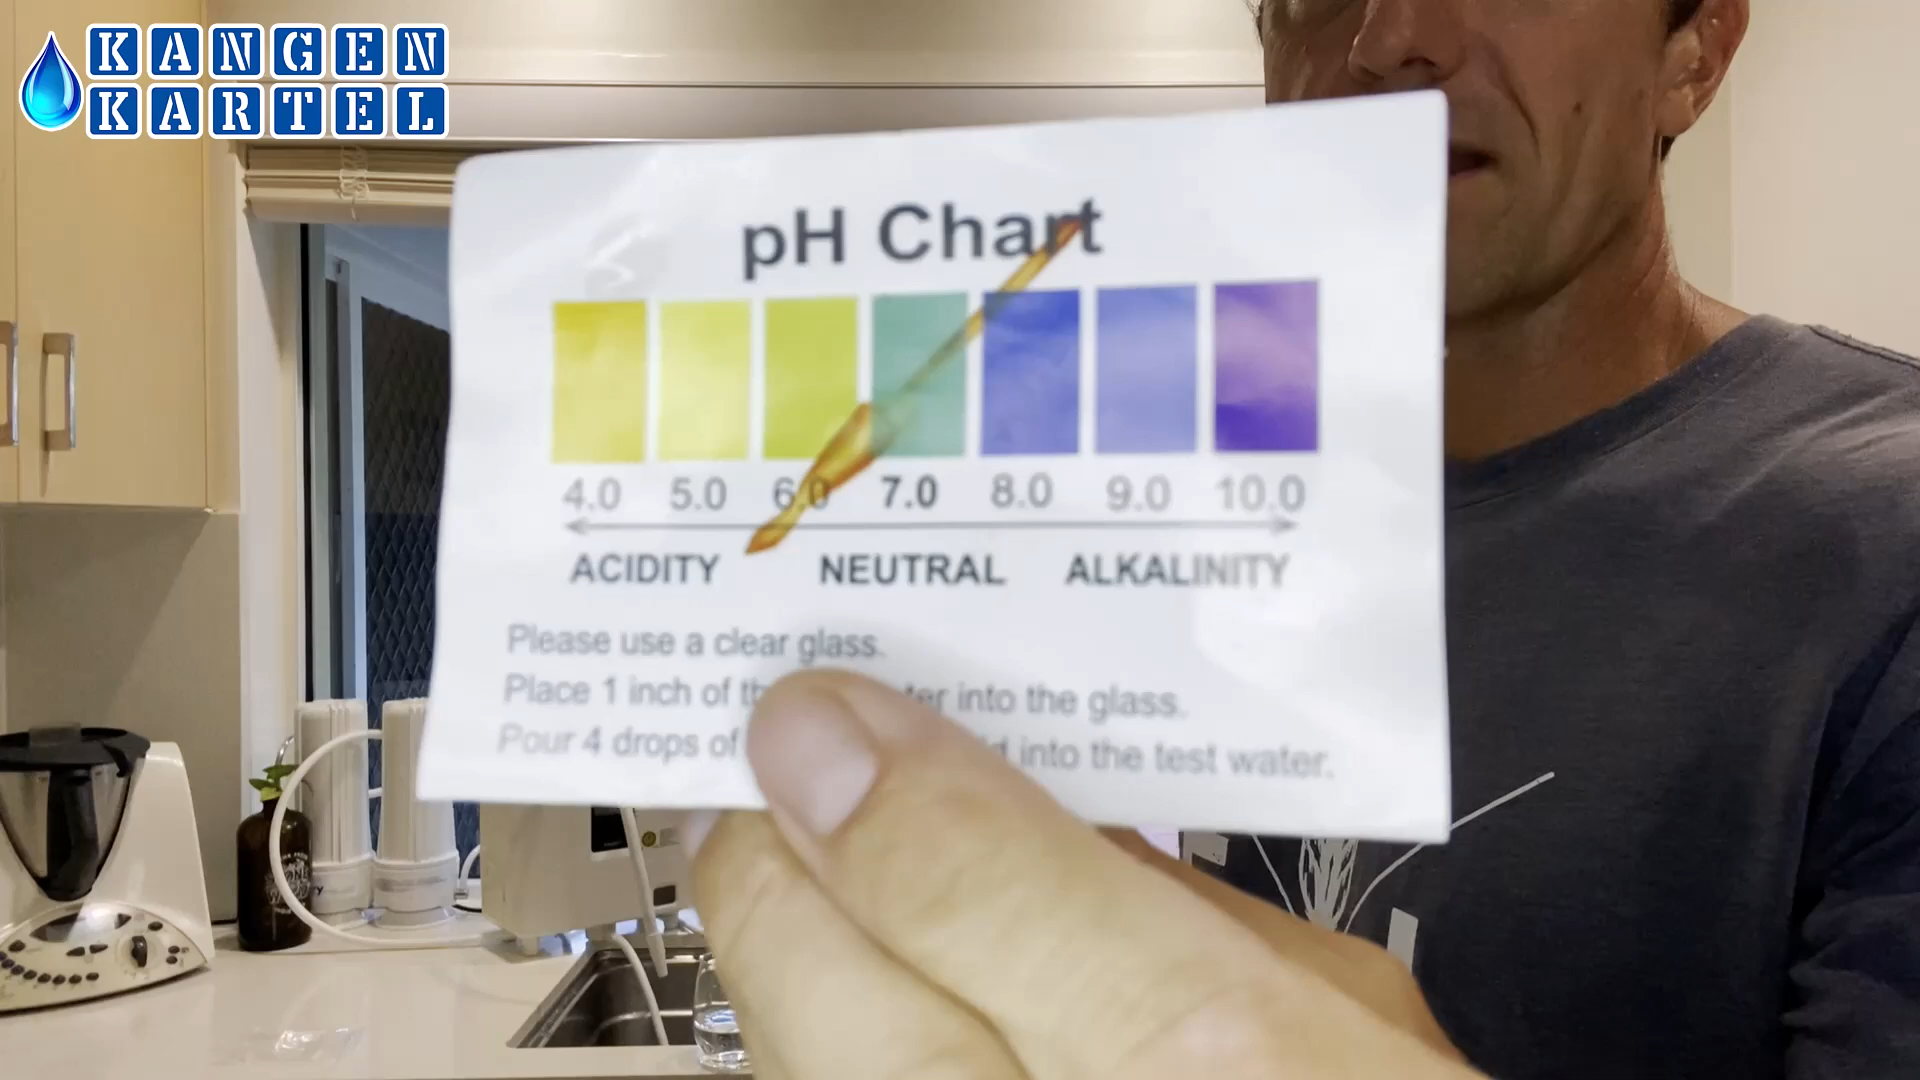 KANGEN
KARTEL
pH Chart
4.0 5.0 6.0 7.0 8.0 9.0 10.0
ACIDITY NEUTRAL ALKALINITY
Please use a clear glass.
Place 1 inch of into the glass.
Pour 4 drops of into the test water.